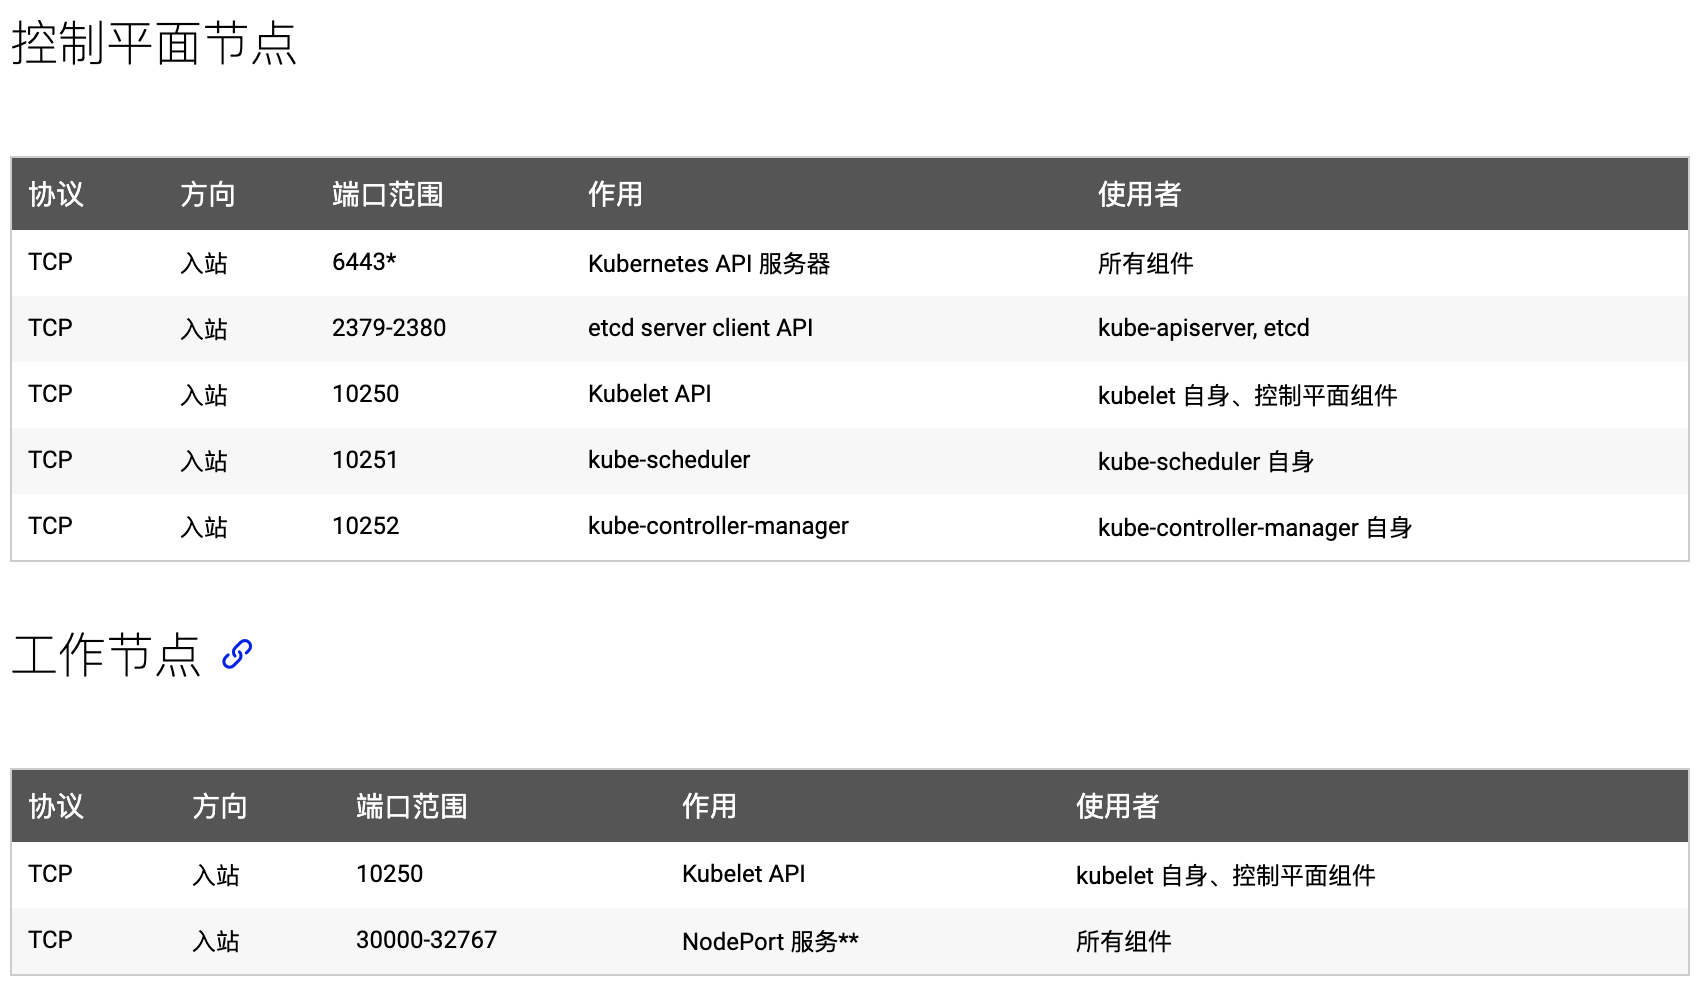 控制平面节点
协议 方向 端口范围 作用 使用者
TCP 入站 6443* Kubernetes API 服务器 所有组件
TCP 入站 2379-2380 etcd server client API kube-apiserver, etcd
TCP 入站 10250 Kubelet API kubelet 自身、控制平面组件
TCP 入站 10251 kube-scheduler kube-scheduler 自身
TCP 入站 10252 kube-controller-manager kube-controller-manager 自身
工作节点
协议 方向 端口范围 作用 使用者
TCP 入站 10250 Kubelet API kubelet 自身、控制平面组件
TCP 入站 30000-32767 NodePort 服务** 所有组件